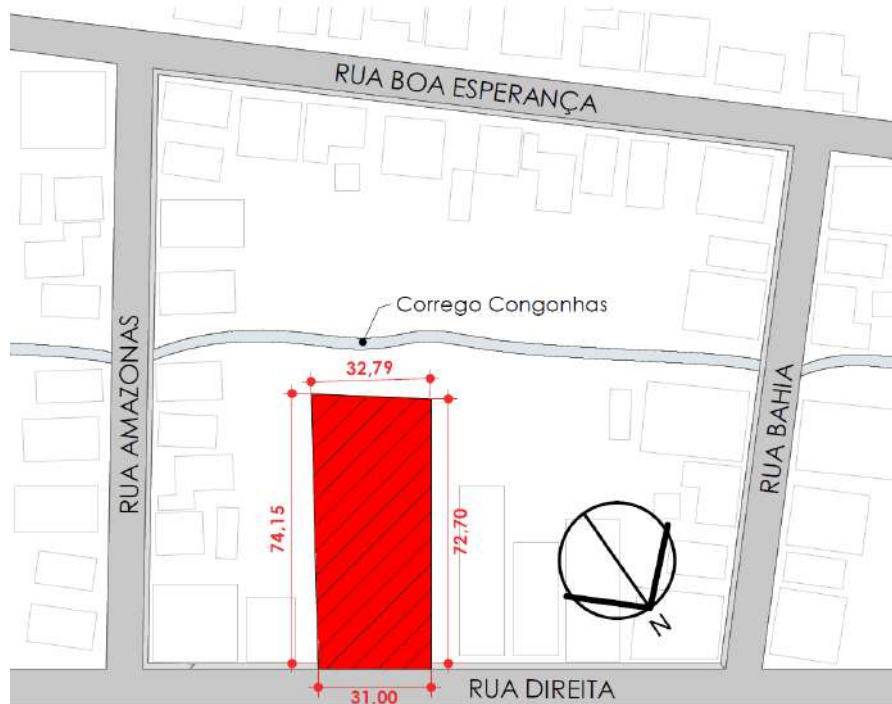 RUA BOA ESPERANÇA
Corrego Congonhas
RUA AMAZONAS
32,79
RUA BAHIA
74,15
72,70
N
31,00
RUA DIREITA